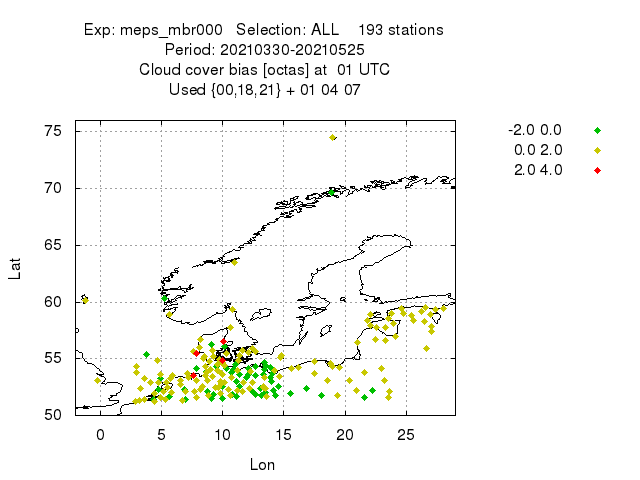 Exp: meps_mbr000 Selection: ALL 193 stations
Period: 20210330-20210525
Cloud cover bias [octas] at 01 UTC
Used {00,18,21} + 01 04 07
-2.0 0.0
0.0 2.0
2.0 4.0
75
70
65
60
55
50
Lat
0 5 10 15 20 25
Lon